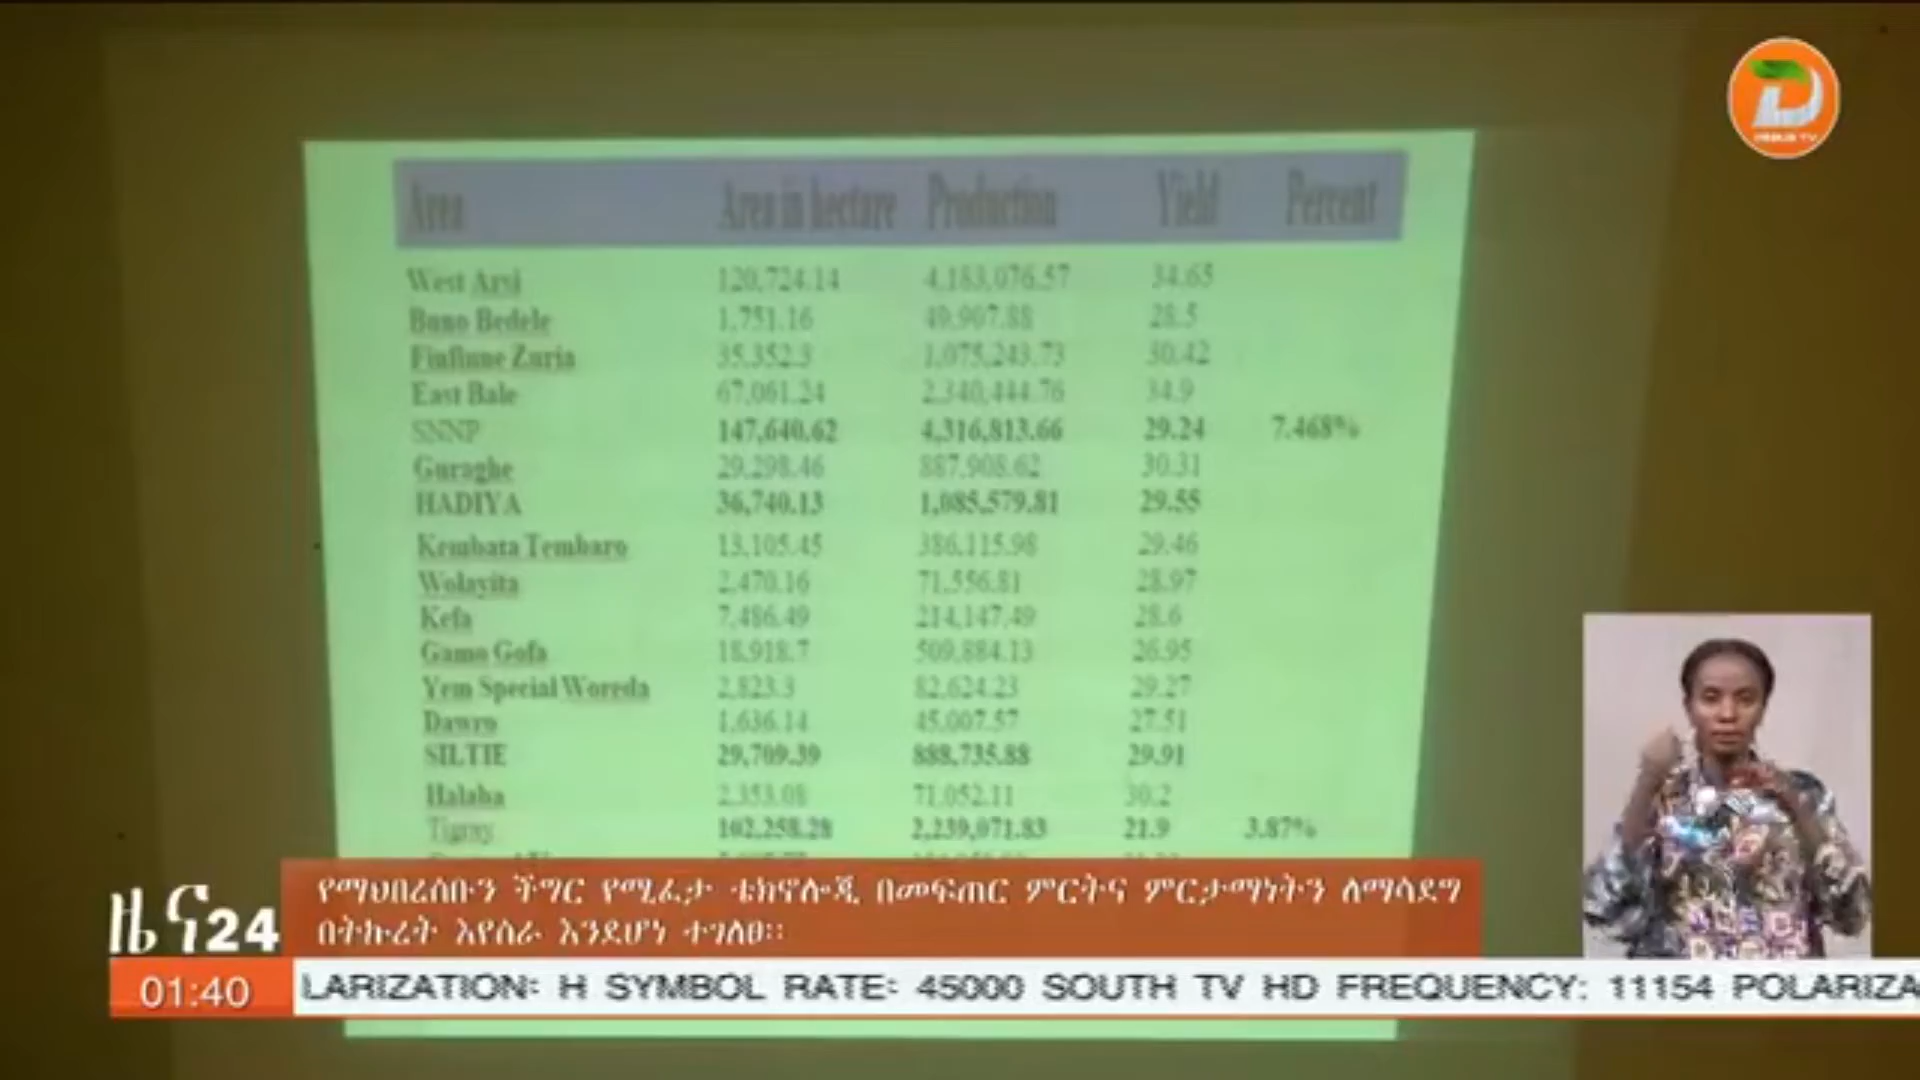 Area Area in hectare Production Yield Percent
West Arsi 120,724.14 4,183,076.57 34.65
Buno Bedele 1,751.16 49,907.88 28.5
Finfinne Zuria 35,352.3 1,075,243.73 30.42
East Bale 67,061.24 2,340,444.76 34.9
SNNP 147,640.62 4,316,813.66 29.24 7.468%
Guraghe 29,298.46 887,908.62 30.31
HADIYA 36,740.13 1,085,579.81 29.55
Kembata Tembaro 13,105.45 386,115.98 29.46
Wolayita 2,470.16 71,556.81 28.97
Kefa 7,486.49 214,147.49 28.6
Gamo Gofa 18,918.7 509,884.13 26.95
Yem Special Woreda 2,823.3 82,624.23 29.27
Dawro 1,636.14 45,007.57 27.51
SILTIE 29,709.39 888,735.88 29.91
Halaba 2,353.08 71,052.11 30.2
Tigray 102,258.28 2,239,071.83 21.9 3.87%
የማህበረሰቡን ችግር የሚፈታ ቴክኖሎጂ በመፍጠር ምርትና ምርታማነትን ለማሳደግ
በትኩረት እየሰራ እንደሆነ ተገለፀ፡፡
ዜና24
01:40
LARIZATION: H SYMBOL RATE: 45000 SOUTH TV HD FREQUENCY: 11154 POLARIZA